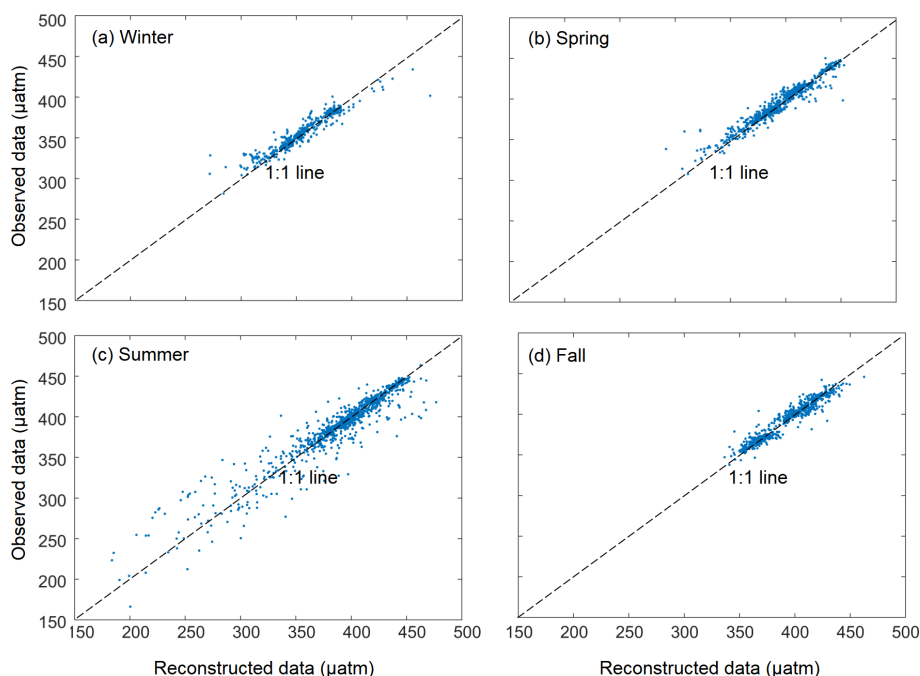 500
(a) Winter
450
400
350
300
250
200
150
1:1 line
Observed data (µatm)
(b) Spring
1:1 line
500
(c) Summer
450
400
350
300
250
200
150
1:1 line
Observed data (µatm)
150 200 250 300 350 400 450 500
Reconstructed data (µatm)
(d) Fall
1:1 line
150 200 250 300 350 400 450 500
Reconstructed data (µatm)